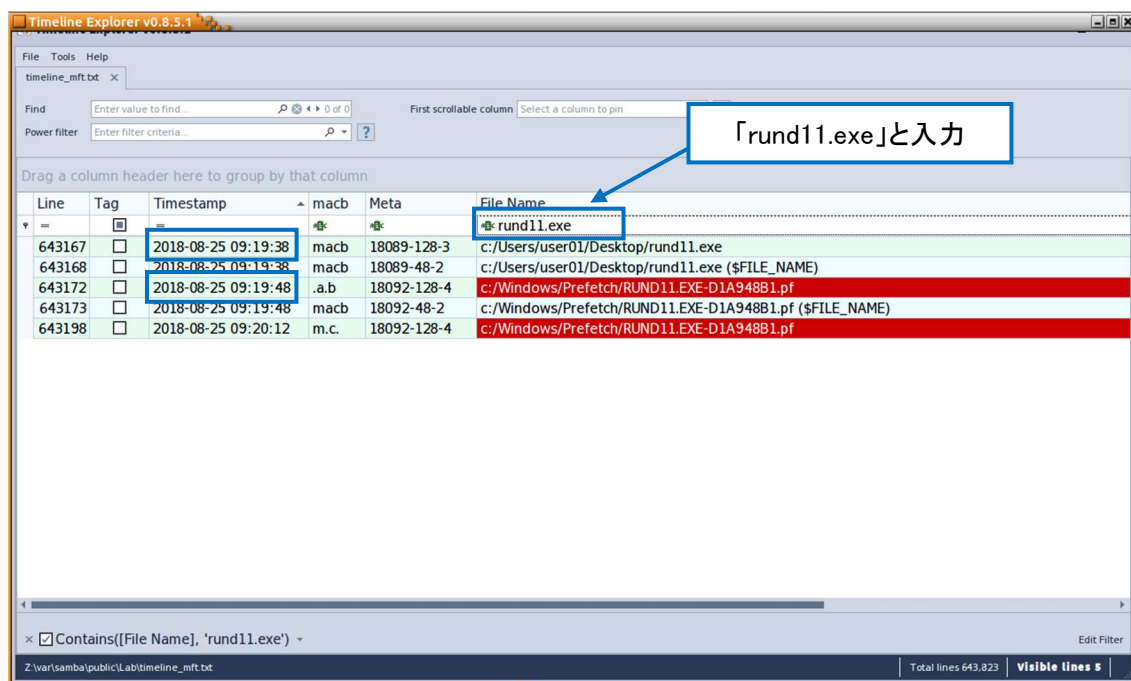 Timeline Explorer v0.8.5.1
File Tools Help
timeline_mft.txt ×
Find Enter value to find... 0 of 0 First scrollable column Select a column to pin
Power filter Enter filter criteria... ?
「rund11.exe」と入力
Drag a column header here to group by that column
Line Tag Timestamp macb Meta File Name
= = rund11.exe
643167 2018-08-25 09:19:38 macb 18089-128-3 c:/Users/user01/Desktop/rund11.exe
643168 2018-08-25 09:19:38 macb 18089-48-2 c:/Users/user01/Desktop/rund11.exe ($FILE_NAME)
643172 2018-08-25 09:19:48 .a.b 18092-128-4 c:/Windows/Prefetch/RUND11.EXE-D1A948B1.pf
643173 2018-08-25 09:19:48 macb 18092-48-2 c:/Windows/Prefetch/RUND11.EXE-D1A948B1.pf ($FILE_NAME)
643198 2018-08-25 09:20:12 m.c. 18092-128-4 c:/Windows/Prefetch/RUND11.EXE-D1A948B1.pf
× Contains([File Name], 'rund11.exe') Edit Filter
Z:\var\samba\public\Lab\timeline_mft.txt Total lines 643,823 Visible lines 5